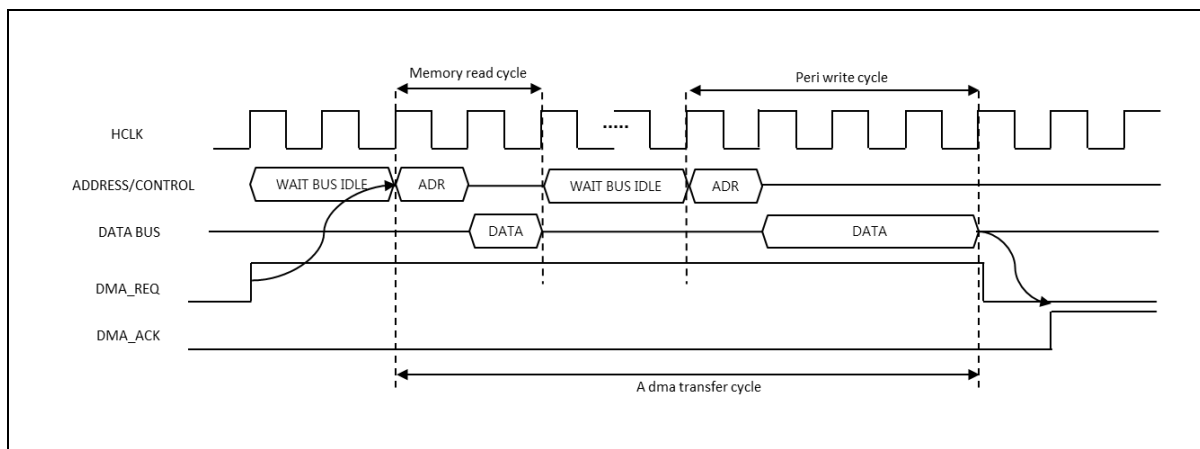 Memory read cycle
Peri write cycle
HCLK
.....
ADDRESS/CONTROL
WAIT BUS IDLE
ADR
WAIT BUS IDLE
ADR
DATA BUS
DATA
DATA
DMA_REQ
DMA_ACK
A dma transfer cycle